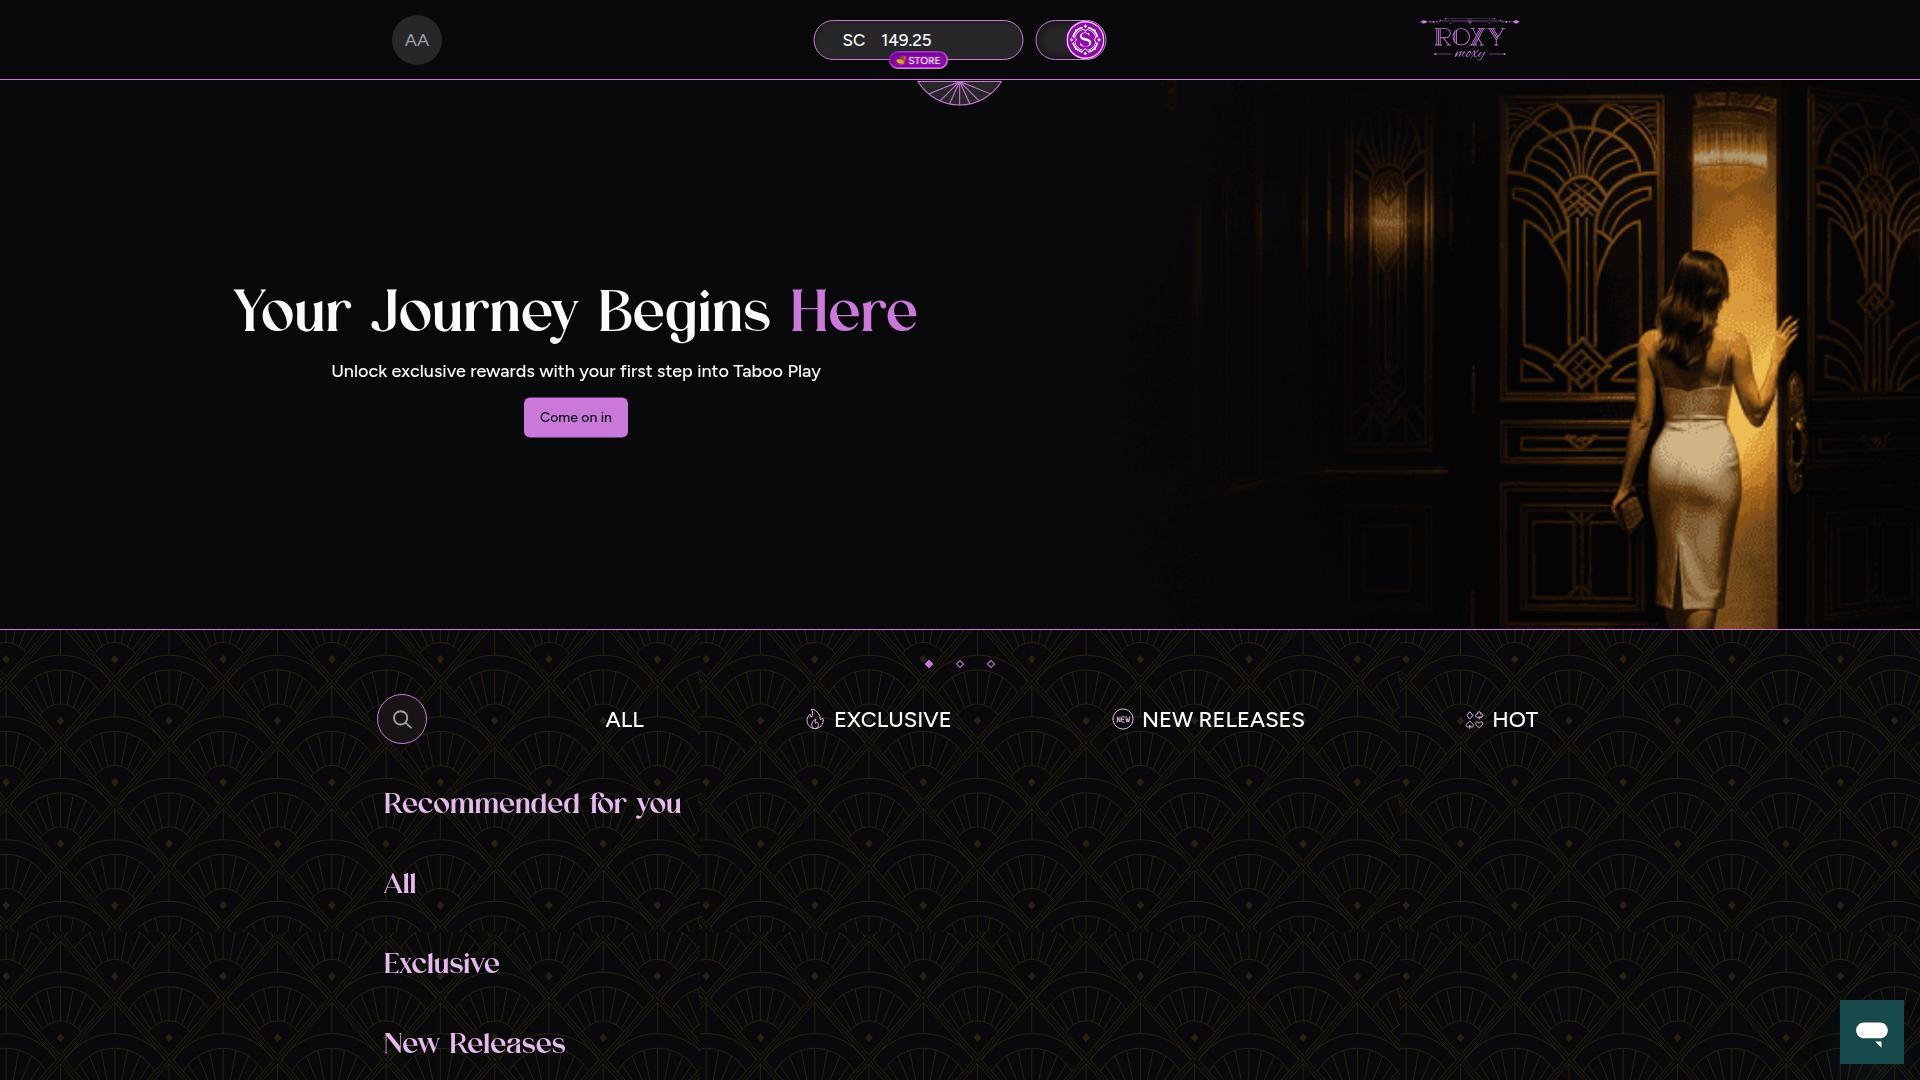 AA
SC 149.25
STORE
S
ROXY
moxy
Your Journey Begins Here
Unlock exclusive rewards with your first step into Taboo Play
Come on in
ALL
EXCLUSIVE
NEW
NEW RELEASES
HOT
Recommended for you
All
Exclusive
New Releases